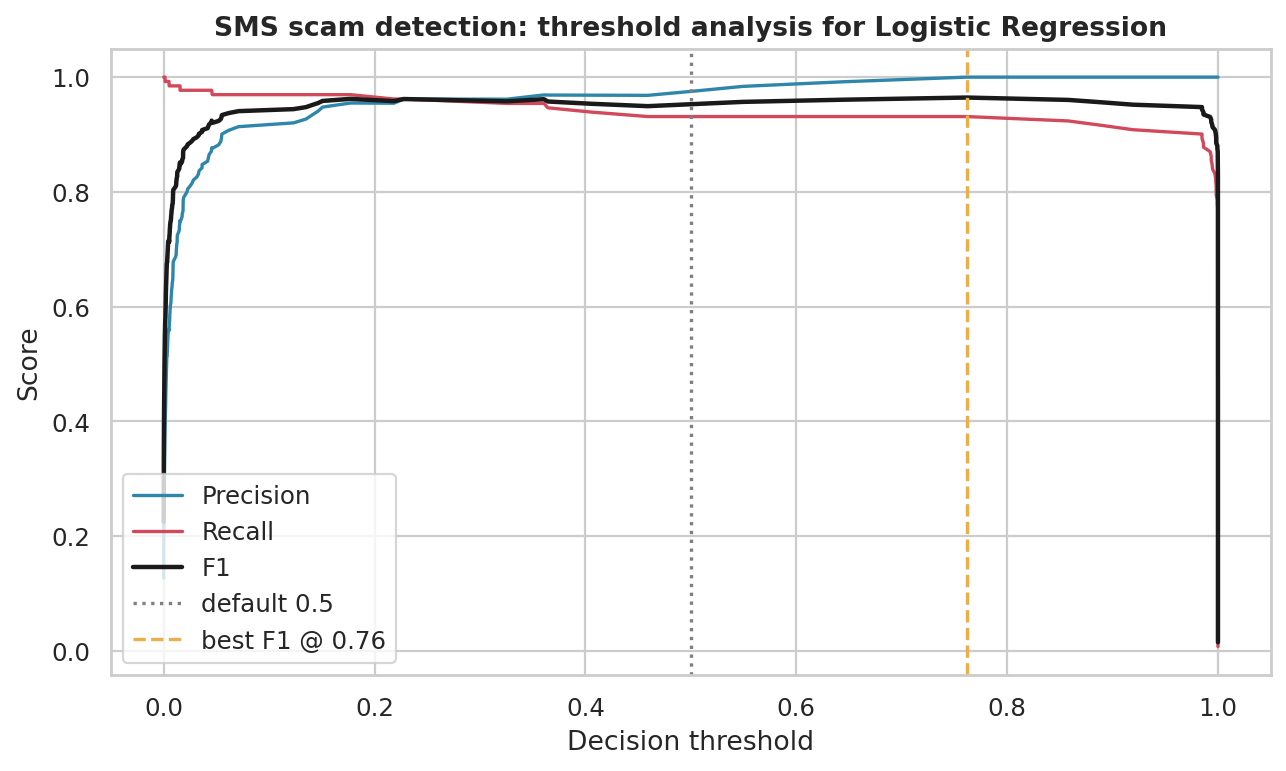 SMS scam detection: threshold analysis for Logistic Regression
Score
1.0
0.8
0.6
0.4
0.2
0.0
Precision
Recall
F1
default 0.5
best F1 @ 0.76
0.0 0.2 0.4 0.6 0.8 1.0
Decision threshold